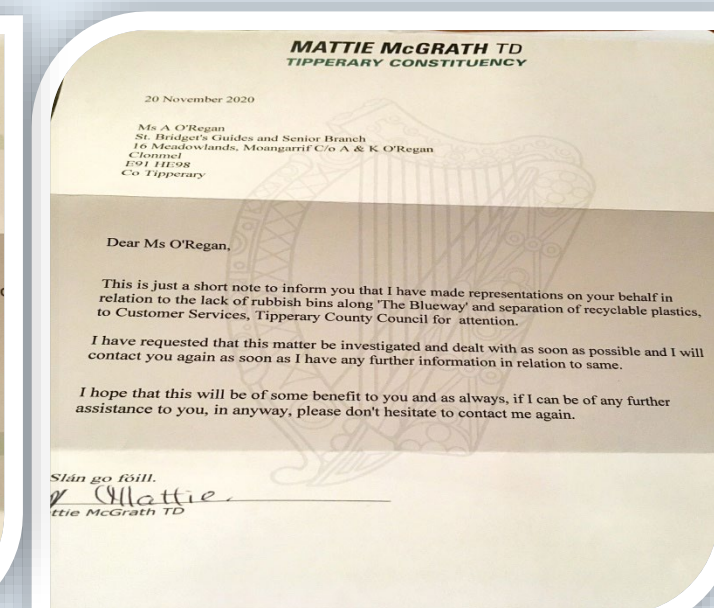 MATTIE McGRATH TD
TIPPERARY CONSTITUENCY
20 November 2020
Ms A O'Regan
St. Bridget's Guides and Senior Branch
16 Meadowlands, Moangarrif C/o A & K O'Regan
Clonmel
E91 HE98
Co Tipperary
Dear Ms O'Regan,
This is just a short note to inform you that I have made representations on your behalf in
relation to the lack of rubbish bins along 'The Blueway' and separation of recyclable plastics,
to Customer Services, Tipperary County Council for attention.
I have requested that this matter be investigated and dealt with as soon as possible and I will
contact you again as soon as I have any further information in relation to same.
I hope that this will be of some benefit to you and as always, if I can be of any further
assistance to you, in anyway, please don't hesitate to contact me again.
Slán go fóill.
Mattie
ttie McGrath TD